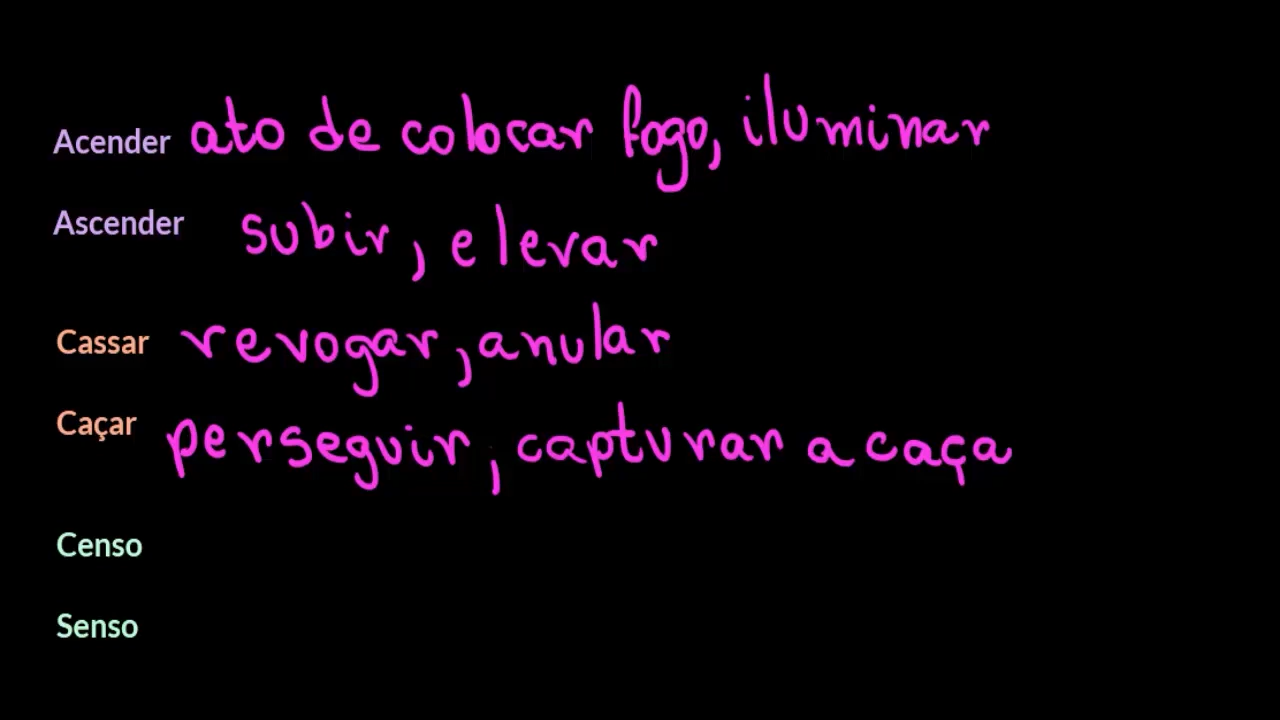 Acender ato de colocar fogo, iluminar
Ascender subir, elevar
Cassar revogar, anular
Caçar perseguir, capturar a caça
Censo
Senso